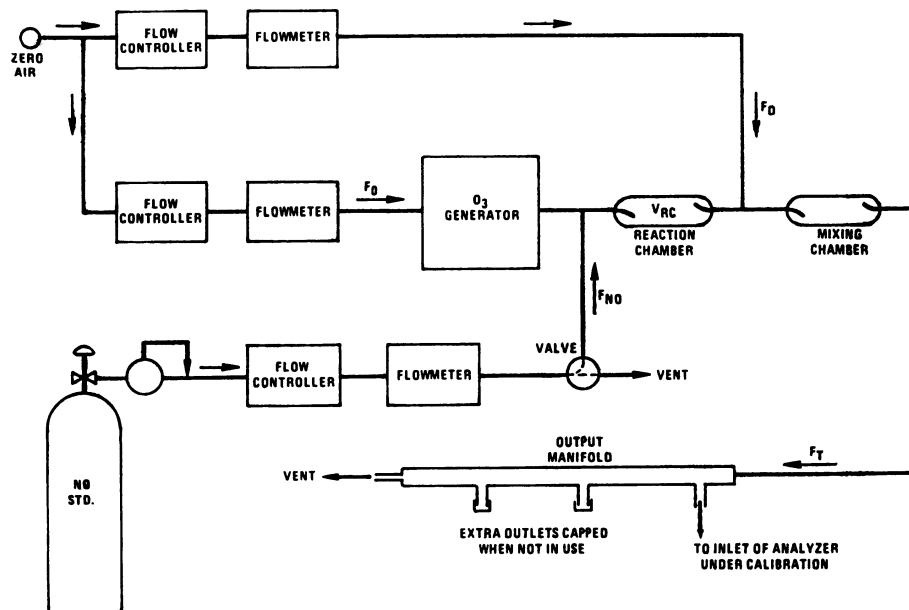 FLOW
CONTROLLER
FLOWMETER
ZERO
AIR
FD
FLOW
CONTROLLER
FLOWMETER
FO
O3
GENERATOR
VRC
REACTION
CHAMBER
MIXING
CHAMBER
FNO
VALVE
FLOW
CONTROLLER
FLOWMETER
VENT
NO
STD.
OUTPUT
MANIFOLD
FT
VENT
EXTRA OUTLETS CAPPED
WHEN NOT IN USE
TO INLET OF ANALYZER
UNDER CALIBRATION